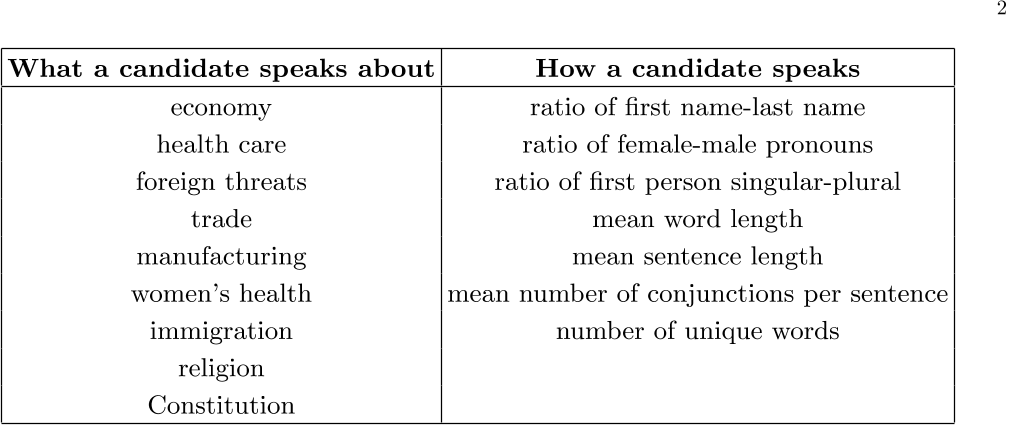 2
What a candidate speaks about How a candidate speaks
economy ratio of first name-last name
health care ratio of female-male pronouns
foreign threats ratio of first person singular-plural
trade mean word length
manufacturing mean sentence length
women's health mean number of conjunctions per sentence
immigration number of unique words
religion
Constitution